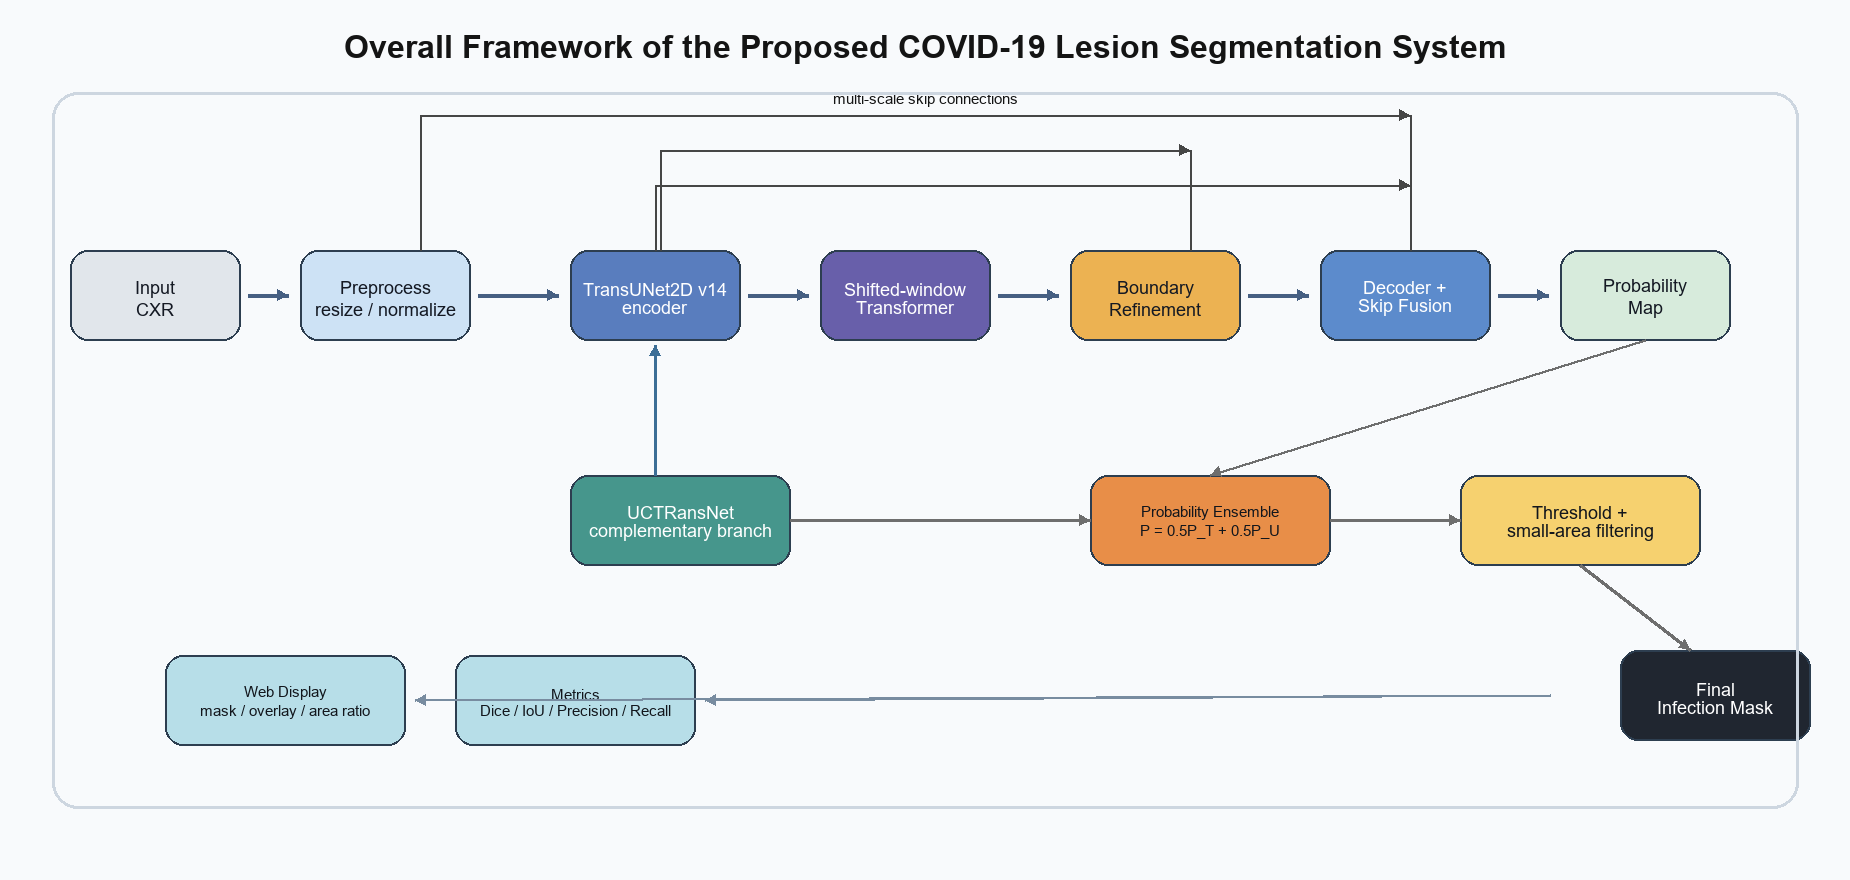 Overall Framework of the Proposed COVID-19 Lesion Segmentation System
multi-scale skip connections
Input
CXR
Preprocess
resize / normalize
TransUNet2D v14
encoder
Shifted-window
Transformer
Boundary
Refinement
Decoder +
Skip Fusion
Probability
Map
UCTRansNet
complementary branch
Probability Ensemble
P = 0.5P_T + 0.5P_U
Threshold +
small-area filtering
Web Display
mask / overlay / area ratio
Metrics
Dice / IoU / Precision / Recall
Final
Infection Mask